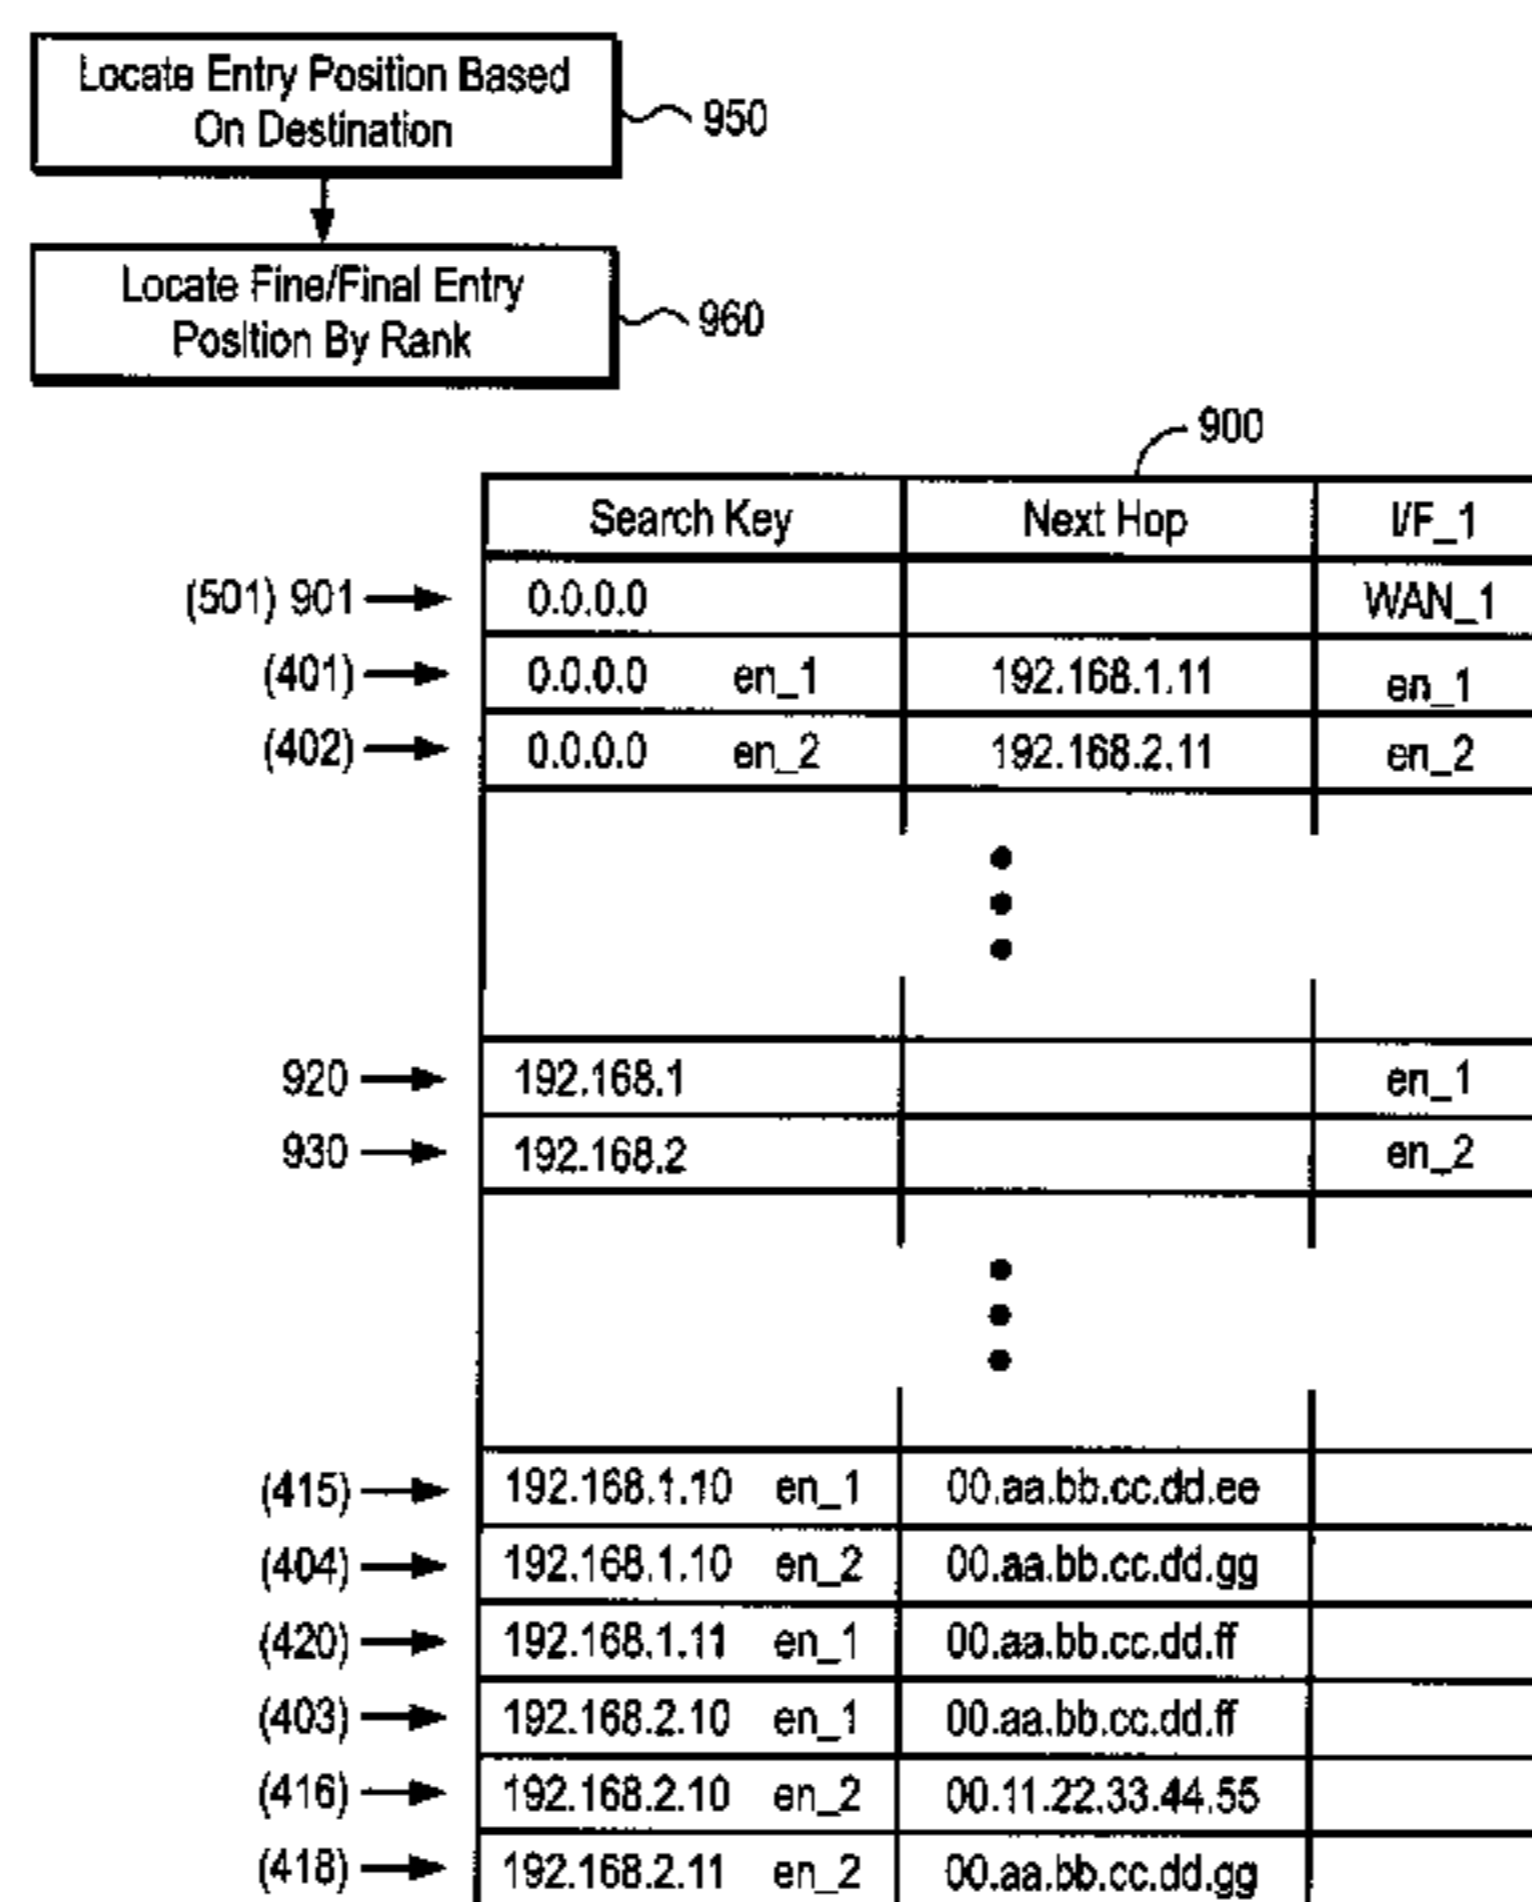 Locate Entry Position Based
On Destination
950
Locate Fine/Final Entry
Position By Rank
960
900
Search Key Next Hop I/F_1
(501) 901 0.0.0.0 WAN_1
(401) 0.0.0.0 en_1 192.168.1.11 en_1
(402) 0.0.0.0 en_2 192.168.2.11 en_2
920 192.168.1 en_1
930 192.168.2 en_2
(415) 192.168.1.10 en_1 00.aa.bb.cc.dd.ee
(404) 192.168.1.10 en_2 00.aa.bb.cc.dd.gg
(420) 192.168.1.11 en_1 00.aa.bb.cc.dd.ff
(403) 192.168.2.10 en_1 00.aa.bb.cc.dd.ff
(416) 192.168.2.10 en_2 00.11.22.33.44.55
(418) 192.168.2.11 en_2 00.aa.bb.cc.dd.gg